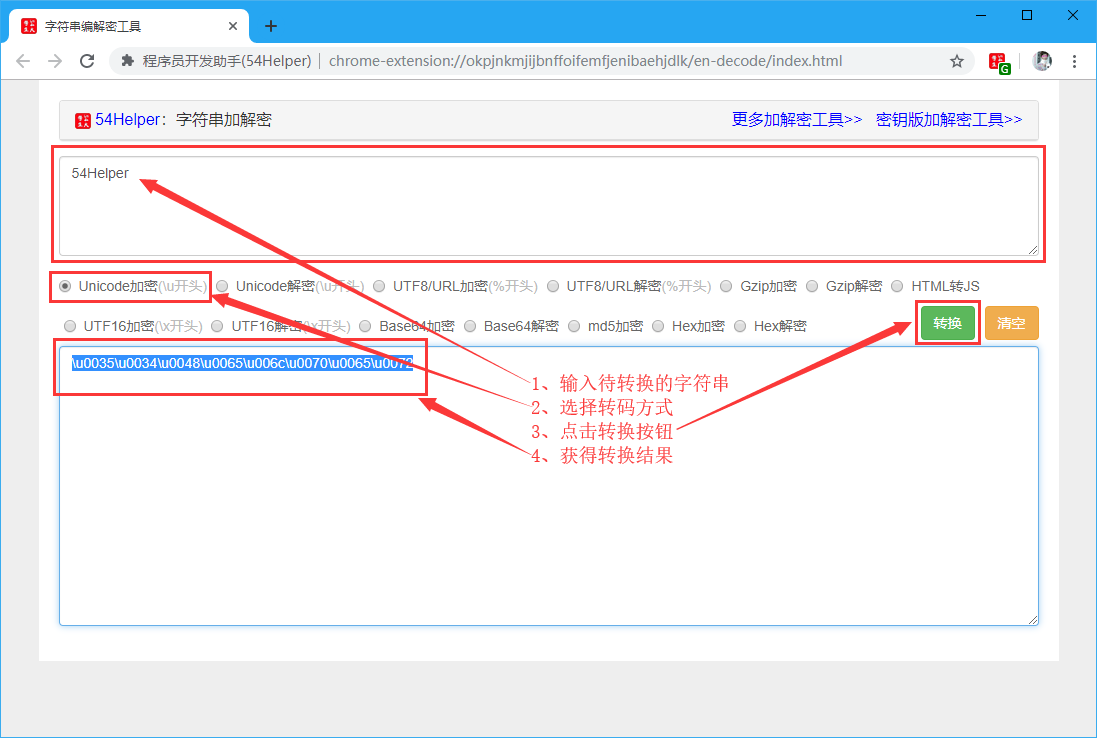 字符串编解密工具
程序员开发助手(54Helper) | chrome-extension://okpjnkmjijbnffoifemfjenibaehjdlk/en-decode/index.html
54Helper：字符串加解密 更多加解密工具>> 密钥版加解密工具>>
54Helper
Unicode加密(\u开头) Unicode解密(\u开头) UTF8/URL加密(%开头) UTF8/URL解密(%开头) Gzip加密 Gzip解密 HTML转JS
UTF16加密(\x开头) UTF16解密(\x开头) Base64加密 Base64解密 md5加密 Hex加密 Hex解密 转换 清空
\u0035\u0034\u0048\u0065\u006c\u0070\u0065\u0072
1、输入待转换的字符串
2、选择转码方式
3、点击转换按钮
4、获得转换结果